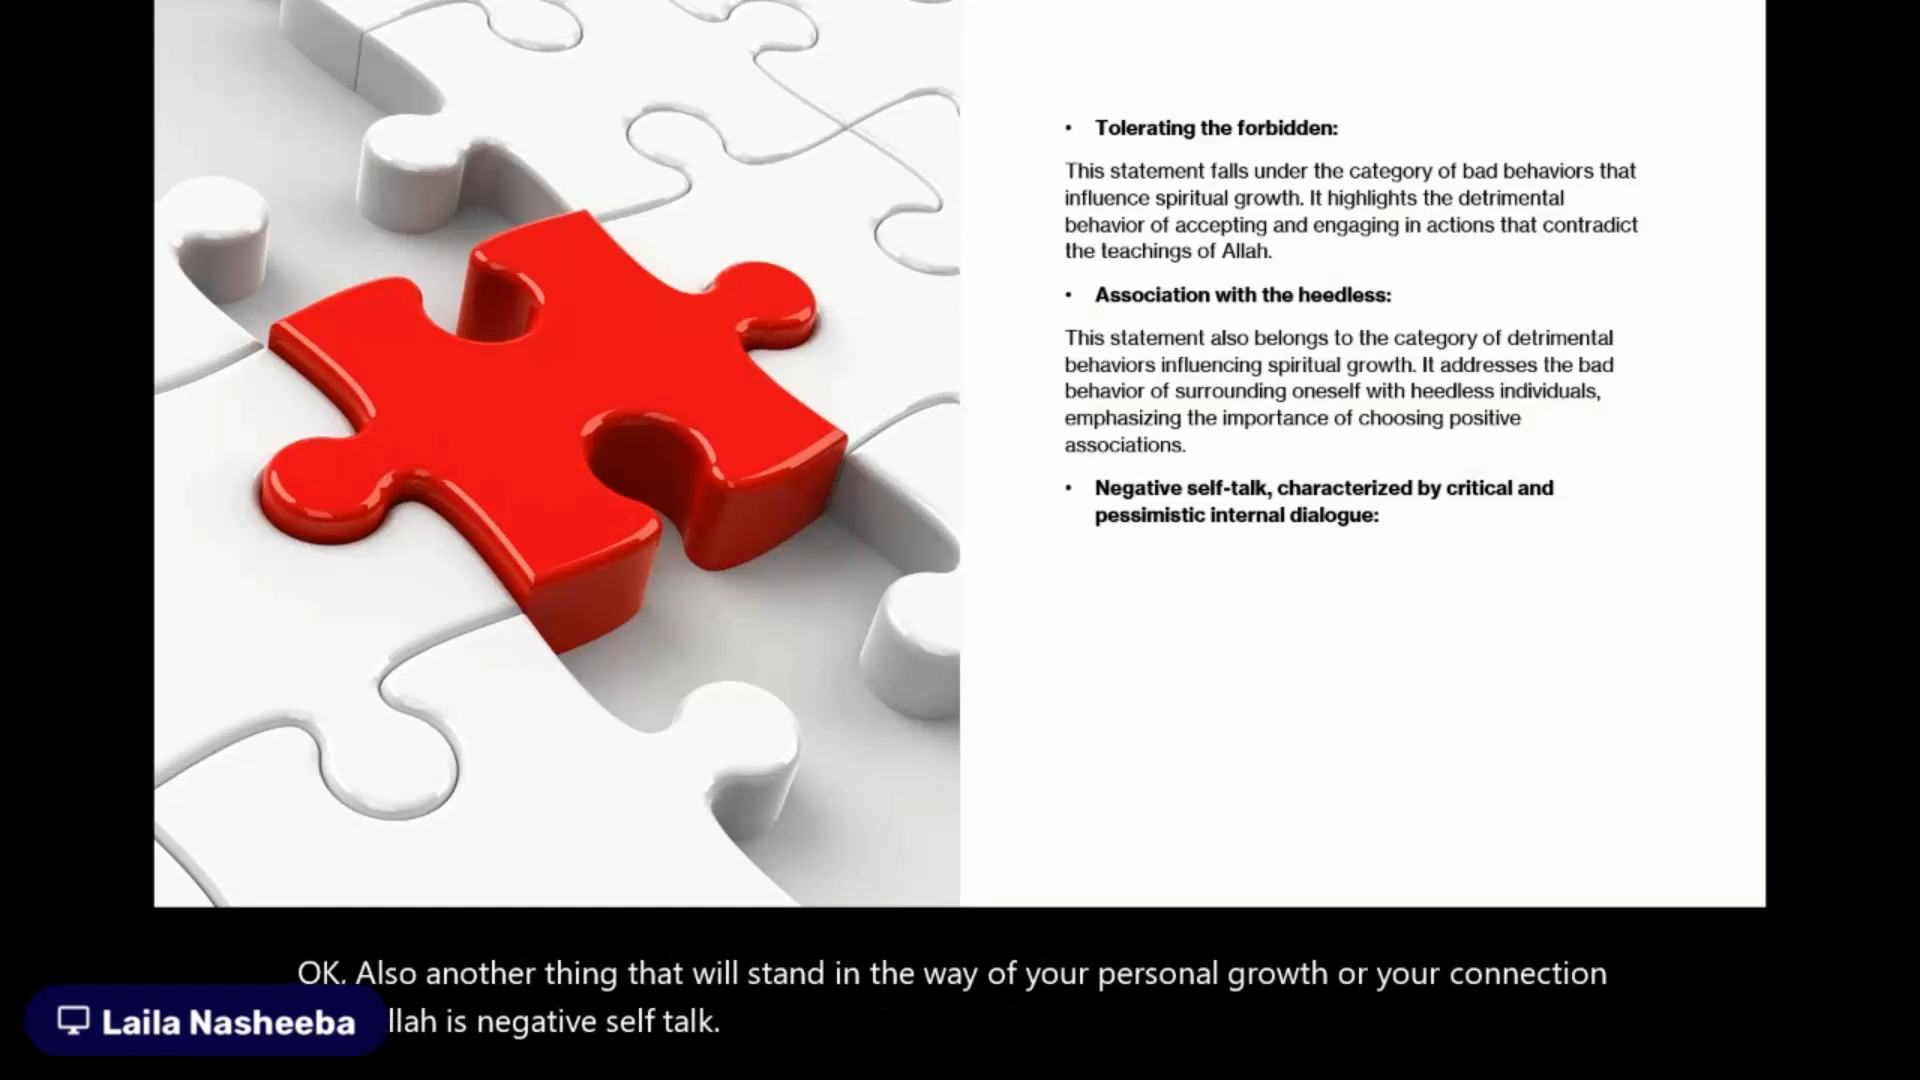 • Tolerating the forbidden:
This statement falls under the category of bad behaviors that
influence spiritual growth. It highlights the detrimental
behavior of accepting and engaging in actions that contradict
the teachings of Allah.
• Association with the heedless:
This statement also belongs to the category of detrimental
behaviors influencing spiritual growth. It addresses the bad
behavior of surrounding oneself with heedless individuals,
emphasizing the importance of choosing positive
associations.
• Negative self-talk, characterized by critical and
pessimistic internal dialogue:
OK. Also another thing that will stand in the way of your personal growth or your connection
llah is negative self talk.
Laila Nasheeba